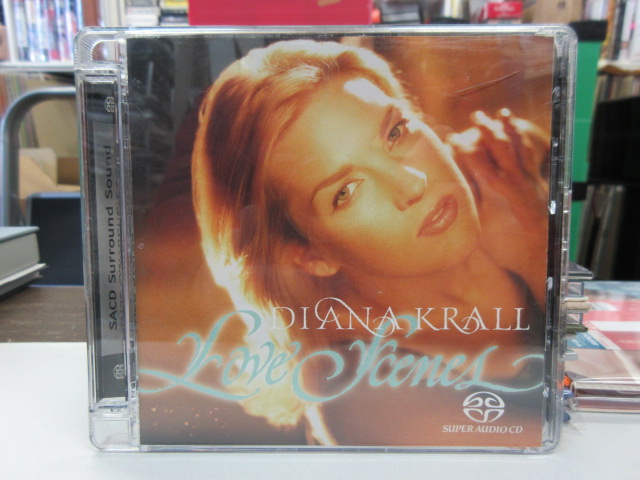 SACD Surround Sound
DIANA KRALL
Love Scenes
SUPER AUDIO CD